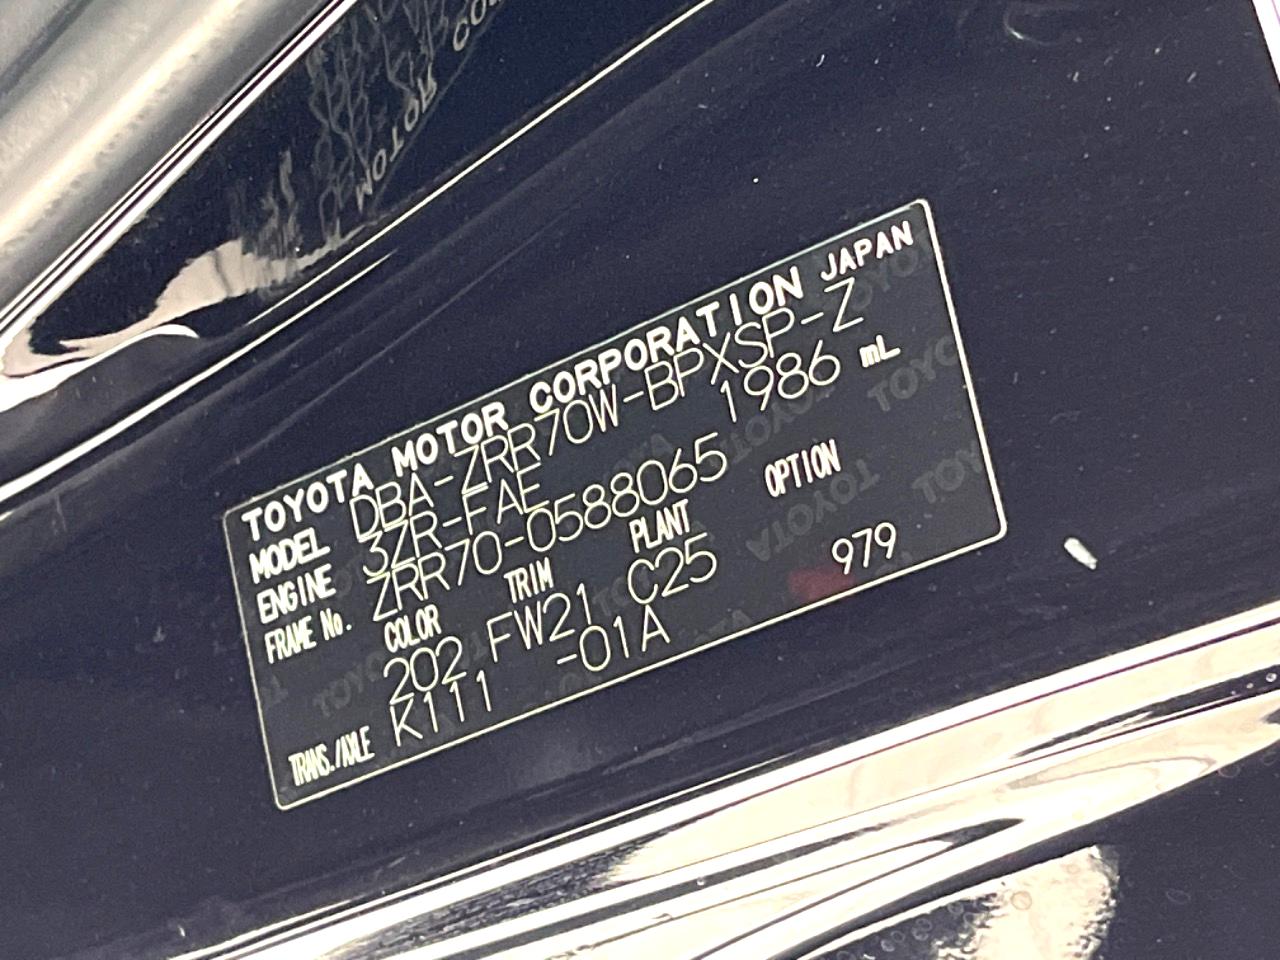 TOYOTA MOTOR CORPORATION JAPAN
MODEL DBA-ZRR70W-BPXSP-Z
ENGINE 3ZR-FAE 1986 mL
FRAME No. ZRR70-0588065
COLOR TRIM PLANT OPTION
202 FW21 C25 979
TRANS./AXLE K111 -01A